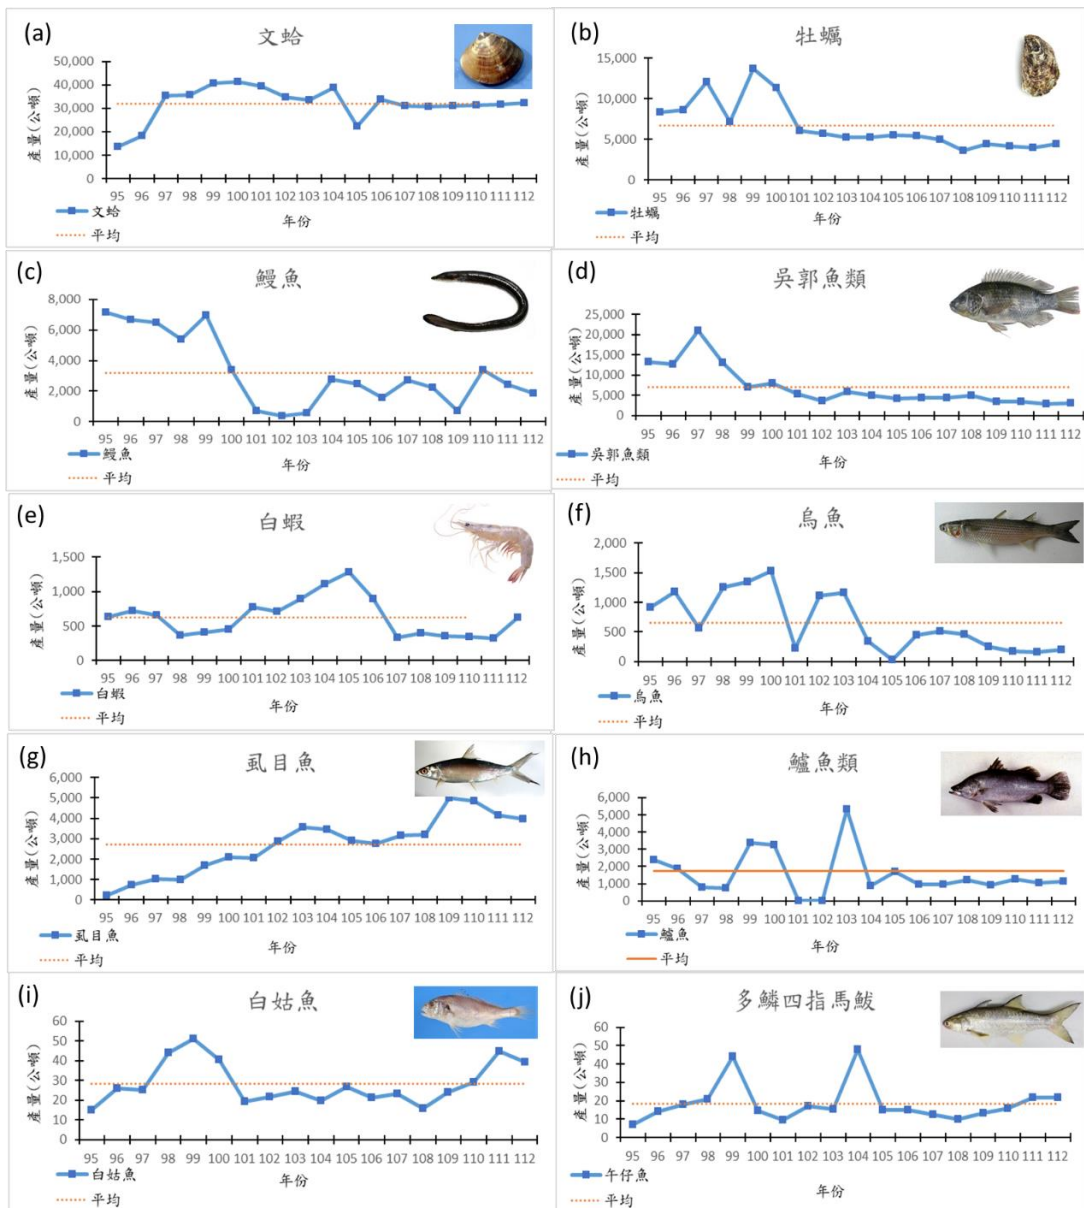 (a)
文蛤
產量(公噸)
50,000
40,000
30,000
20,000
10,000
0
95 96 97 98 99 100 101 102 103 104 105 106 107 108 109 110 111 112
年份
文蛤
平均
(b)
牡蠣
產量(公噸)
15,000
10,000
5,000
0
95 96 97 98 99 100 101 102 103 104 105 106 107 108 109 110 111 112
年份
牡蠣
平均
(c)
鰻魚
產量(公噸)
8,000
6,000
4,000
2,000
0
95 96 97 98 99 100 101 102 103 104 105 106 107 108 109 110 111 112
年份
鰻魚
平均
(d)
吳郭魚類
產量(公噸)
25,000
20,000
15,000
10,000
5,000
0
95 96 97 98 99 100 101 102 103 104 105 106 107 108 109 110 111 112
年份
吳郭魚類
平均
(e)
白蝦
產量(公噸)
1,500
1,000
500
0
95 96 97 98 99 100 101 102 103 104 105 106 107 108 109 110 111 112
年份
白蝦
平均
(f)
烏魚
產量(公噸)
2,000
1,500
1,000
500
0
95 96 97 98 99 100 101 102 103 104 105 106 107 108 109 110 111 112
年份
烏魚
平均
(g)
虱目魚
產量(公噸)
6,000
5,000
4,000
3,000
2,000
1,000
0
95 96 97 98 99 100 101 102 103 104 105 106 107 108 109 110 111 112
年份
虱目魚
平均
(h)
鱸魚類
產量(公噸)
6,000
5,000
4,000
3,000
2,000
1,000
0
95 96 97 98 99 100 101 102 103 104 105 106 107 108 109 110 111 112
年份
鱸魚
平均
(i)
白姑魚
產量(公噸)
60
50
40
30
20
10
0
95 96 97 98 99 100 101 102 103 104 105 106 107 108 109 110 111 112
年份
白姑魚
平均
(j)
多鱗四指馬鮁
產量(公噸)
60
50
40
30
20
10
0
95 96 97 98 99 100 101 102 103 104 105 106 107 108 109 110 111 112
年份
午仔魚
平均